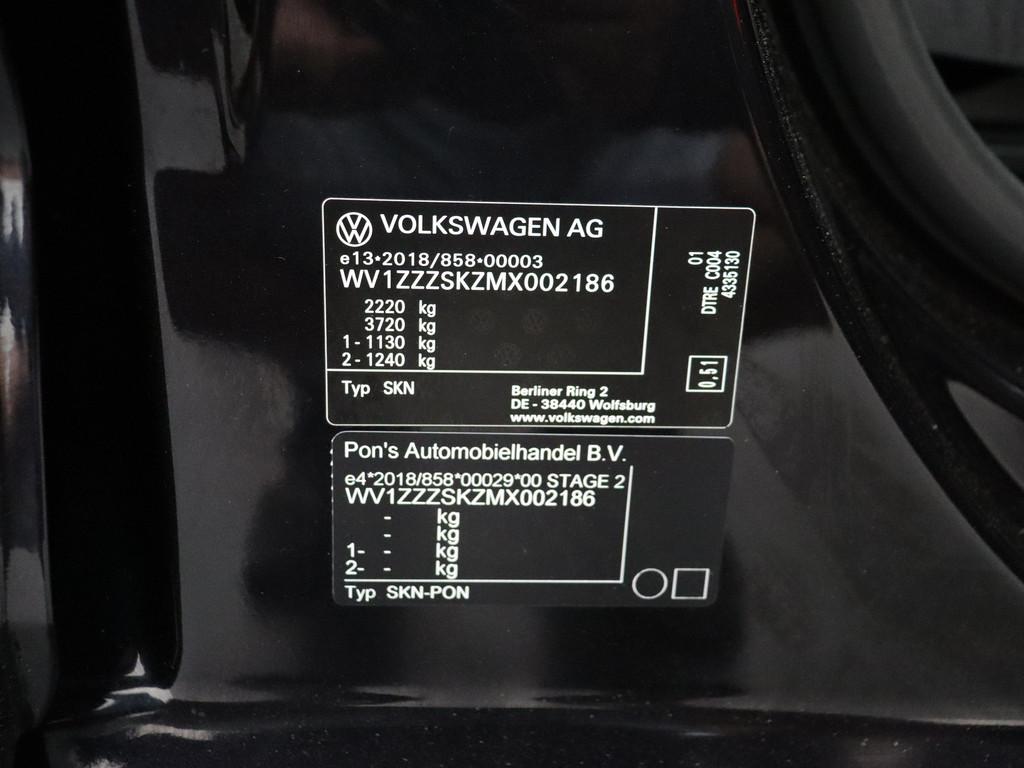 VOLKSWAGEN AG
e13*2018/858*00003
WV1ZZZSKZMX002186
2220 kg
3720 kg
1 - 1130 kg
2 - 1240 kg
Typ SKN
Berliner Ring 2
DE - 38440 Wolfsburg
www.volkswagen.com
01
DTRE C004
4335130
0,51
Pon's Automobielhandel B.V.
e4*2018/858*00029*00 STAGE 2
WV1ZZZSKZMX002186
- kg
- kg
1- - kg
2- - kg
Typ SKN-PON